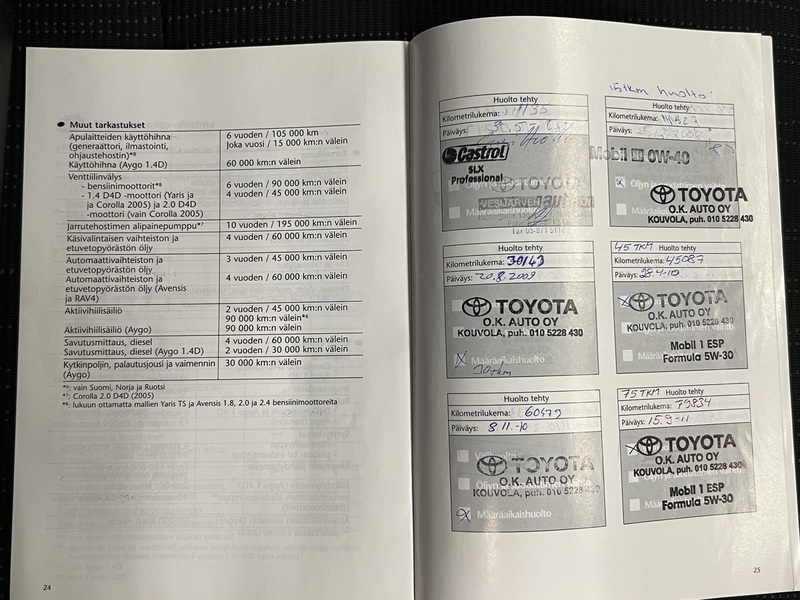 Muut tarkastukset
Apulaitteiden käyttöhihna
(generaattori, ilmastointi,
ohjaustehostin)*⁸
Käyttöhihna (Aygo 1.4D)
6 vuoden / 105 000 km
Joka vuosi / 15 000 km:n välein
60 000 km:n välein
Venttiilinvälys
- bensiinimoottorit*⁸
- 1.4 D4D -moottori (Yaris ja
ja Corolla 2005) ja 2.0 D4D
-moottori (vain Corolla 2005)
6 vuoden / 90 000 km:n välein
4 vuoden / 45 000 km:n välein
Jarrutehostimen alipainepumppu*⁷
10 vuoden / 195 000 km:n välein
Käsivalintaisen vaihteiston ja
etuvetopyörästön öljy
4 vuoden / 60 000 km:n välein
Automaattivaihteiston ja
etuvetopyörästön öljy
Automaattivaihteiston ja
etuvetopyörästön öljy (Avensis
ja RAV4)
3 vuoden / 45 000 km:n välein
4 vuoden / 60 000 km:n välein
Aktiivihiilisäiliö
Aktiivihiilisäiliö (Aygo)
2 vuoden / 45 000 km:n välein
90 000 km:n välein*⁶
90 000 km:n välein
Savutusmittaus, diesel
Savutusmittaus, diesel (Aygo 1.4D)
4 vuoden / 60 000 km:n välein
2 vuoden / 30 000 km:n välein
Kytkinpoljin, palautusjousi ja vaimennin
(Aygo)
30 000 km:n välein
*⁶: vain Suomi, Norja ja Ruotsi
*⁷: Corolla 2.0 D4D (2005)
*⁸: lukuun ottamatta mallien Yaris TS ja Avensis 1.8, 2.0 ja 2.4 bensiinimoottoreita
24
Huolto tehty
Kilometrilukema:
Päiväys:
Castrol
SLX
Professional
Määräaikaishuolto
15tkm huolto
Huolto tehty
Kilometrilukema:
Päiväys:
Mobil 1 0W-40
x
TOYOTA
O.K. AUTO OY
KOUVOLA, puh. 010 5228 430
Huolto tehty
Kilometrilukema: 30143
Päiväys: 20.8.2009
TOYOTA
O.K. AUTO OY
KOUVOLA, puh. 010 5228 430
x Määräaikaishuolto
30tkm
45 TKM Huolto tehty
Kilometrilukema: 45087
Päiväys:
x TOYOTA
O.K. AUTO OY
KOUVOLA, puh. 010 5228 430
Mobil 1 ESP
Formula 5W-30
Huolto tehty
Kilometrilukema: 60479
Päiväys: 8.11.-10
TOYOTA
O.K. AUTO OY
KOUVOLA, puh. 010 5228 430
x Määräaikaishuolto
75 TKM Huolto tehty
Kilometrilukema:
Päiväys: 15.9-11
x TOYOTA
O.K. AUTO OY
KOUVOLA, puh. 010 5228 430
Mobil 1 ESP
Formula 5W-30
25